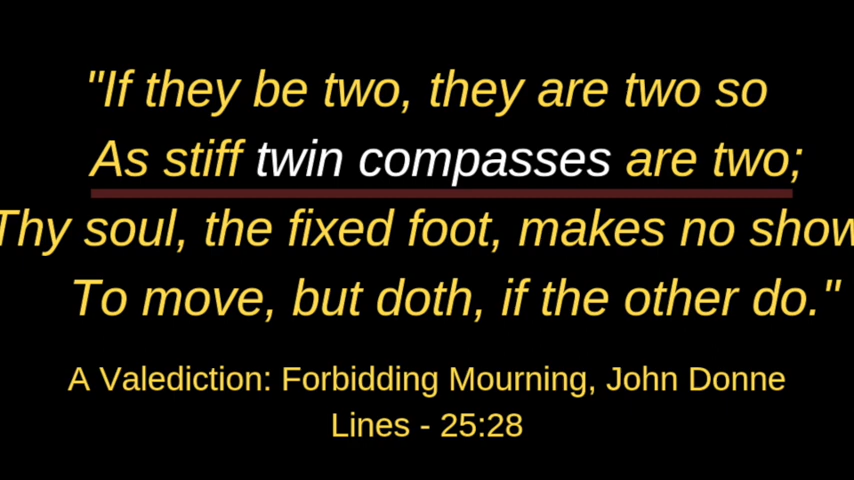 "If they be two, they are two so
As stiff twin compasses are two;
Thy soul, the fixed foot, makes no show
To move, but doth, if the other do."
A Valediction: Forbidding Mourning, John Donne
Lines - 25:28